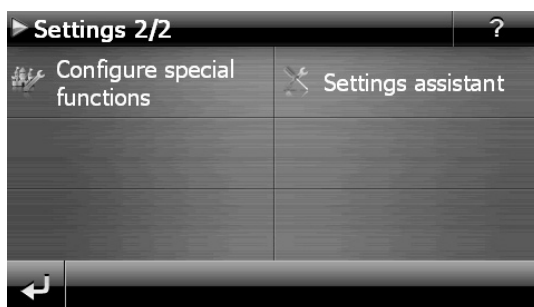 Settings 2/2
?
Configure special
functions
Settings assistant